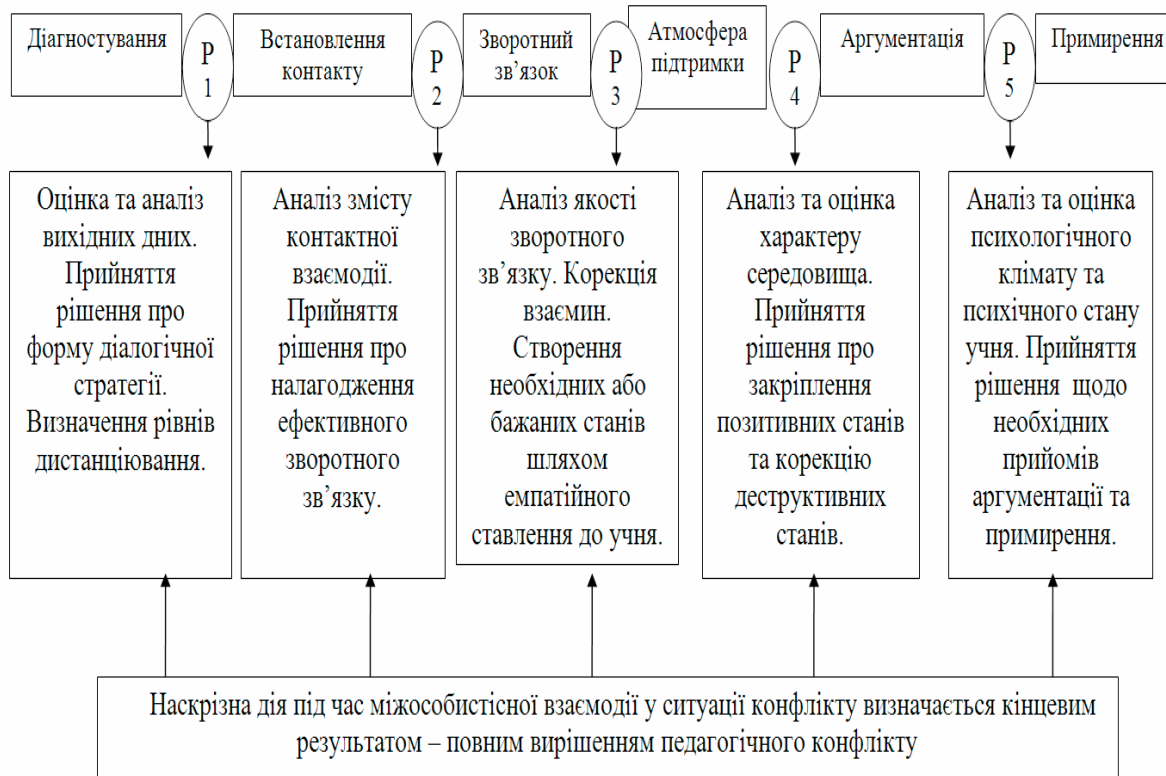 Діагностування
Р
1
Встановлення
контакту
Р
2
Зворотний
зв’язок
Р
3
Атмосфера
підтримки
Р
4
Аргументація
Р
5
Примирення
Оцінка та аналіз
вихідних дних.
Прийняття
рішення про
форму діалогічної
стратегії.
Визначення рівнів
дистанціювання.
Аналіз змісту
контактної
взаємодії.
Прийняття
рішення про
налагодження
ефективного
зворотного
зв’язку.
Аналіз якості
зворотного
зв’язку. Корекція
взаємин.
Створення
необхідних або
бажаних станів
шляхом
емпатійного
ставлення до учня.
Аналіз та оцінка
характеру
середовища.
Прийняття
рішення про
закріплення
позитивних станів
та корекцію
деструктивних
станів.
Аналіз та оцінка
психологічного
клімату та
психічного стану
учня. Прийняття
рішення щодо
необхідних
прийомів
аргументації та
примирення.
Наскрізна дія під час міжособистісної взаємодії у ситуації конфлікту визначається кінцевим
результатом – повним вирішенням педагогічного конфлікту